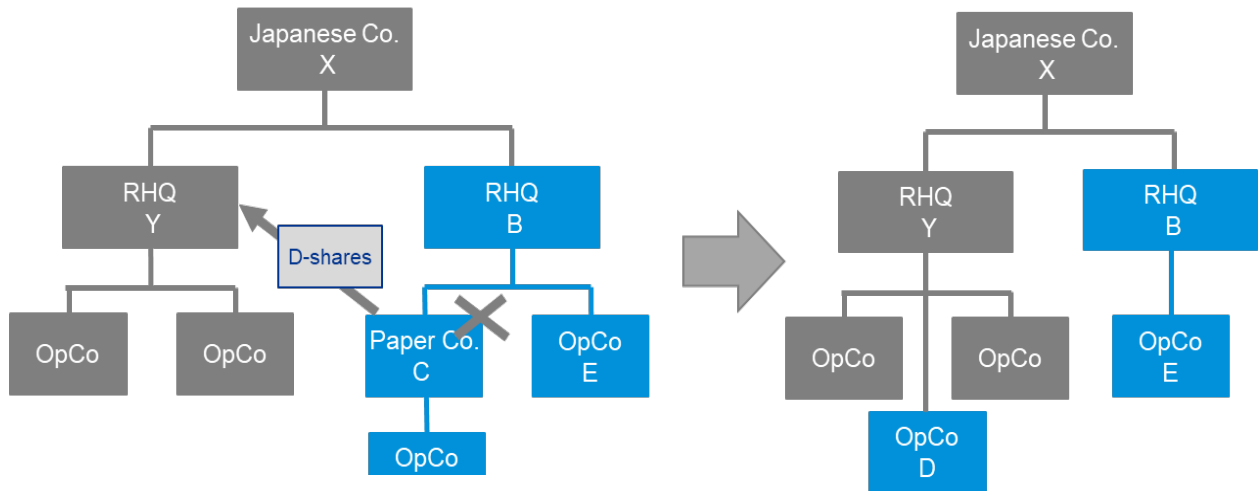 Japanese Co.
X
RHQ
Y
RHQ
B
D-shares
OpCo
OpCo
Paper Co.
C
OpCo
E
OpCo
Japanese Co.
X
RHQ
Y
RHQ
B
OpCo
OpCo
OpCo
E
OpCo
D